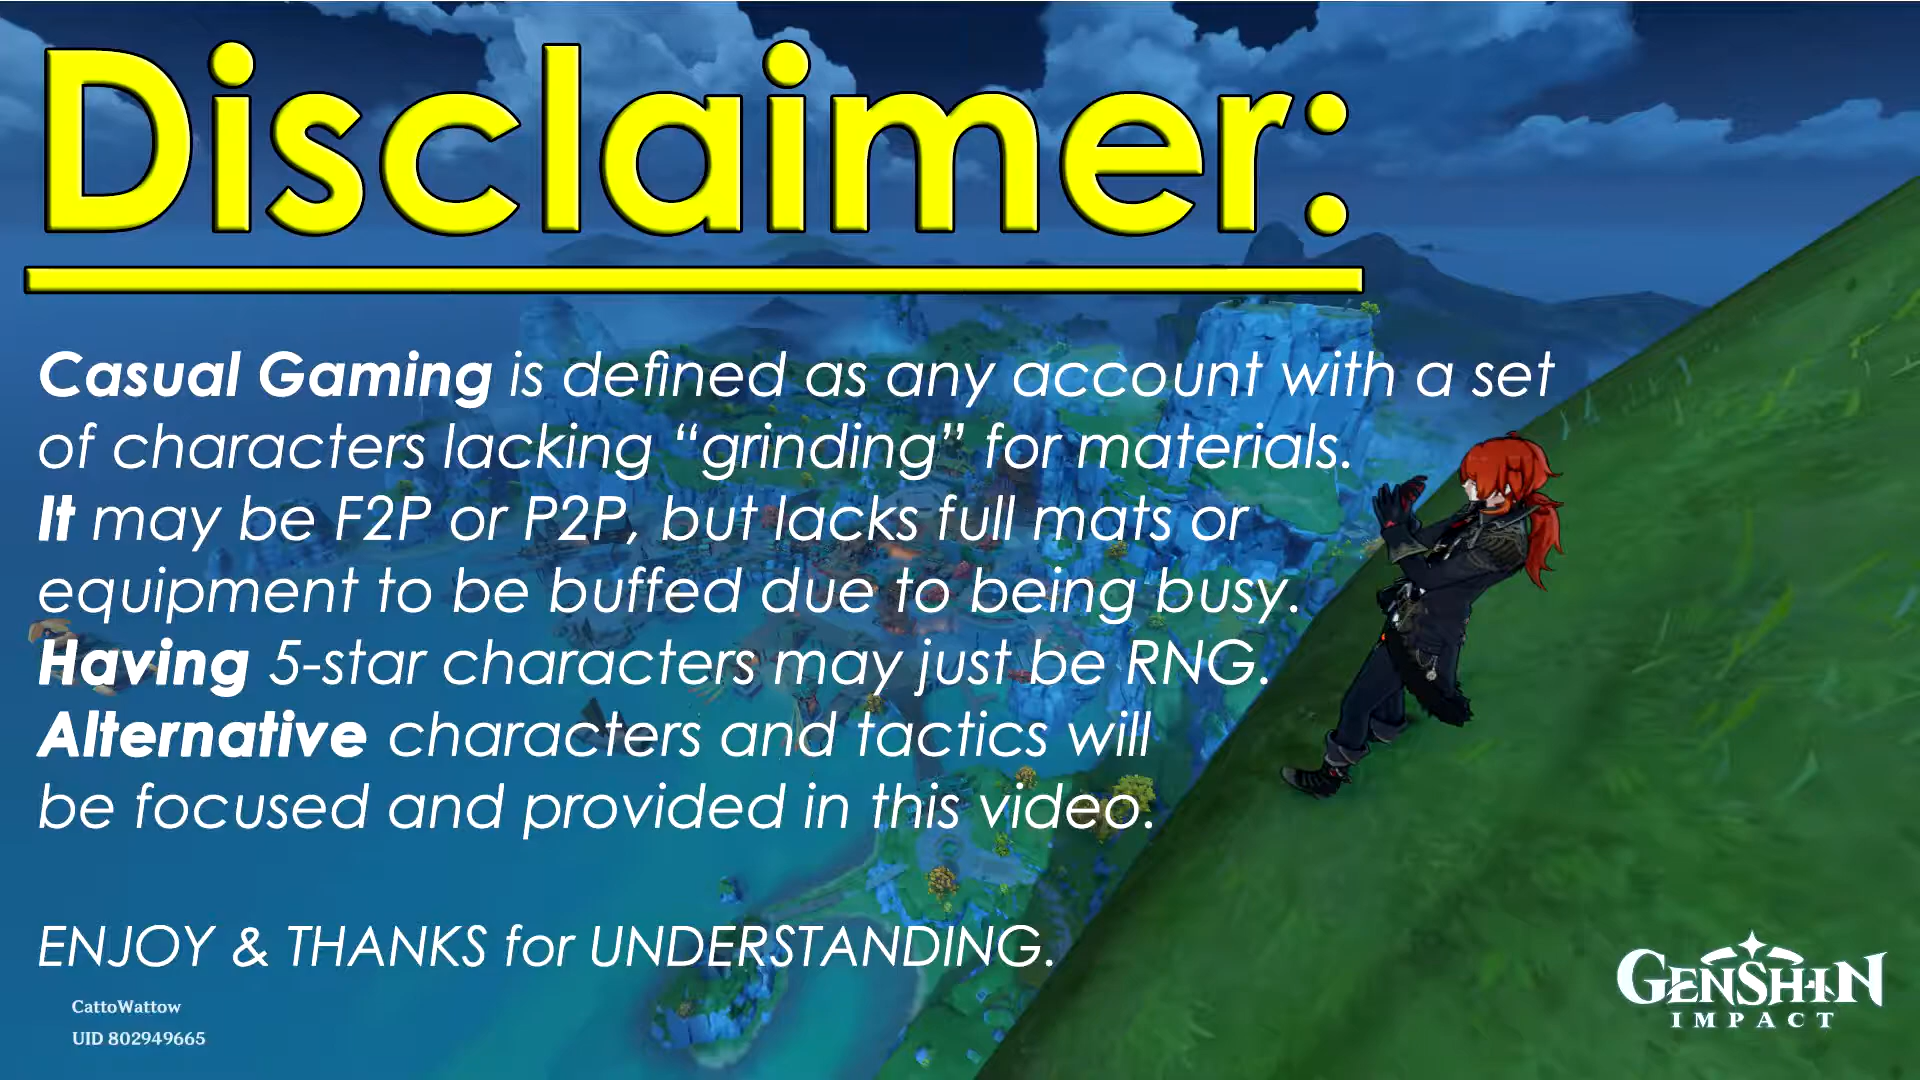 Disclaimer:
Casual Gaming is defined as any account with a set
of characters lacking “grinding” for materials.
It may be F2P or P2P, but lacks full mats or
equipment to be buffed due to being busy.
Having 5-star characters may just be RNG.
Alternative characters and tactics will
be focused and provided in this video.
ENJOY & THANKS for UNDERSTANDING.
CattoWattow
UID 802949665
GENSHIN
IMPACT